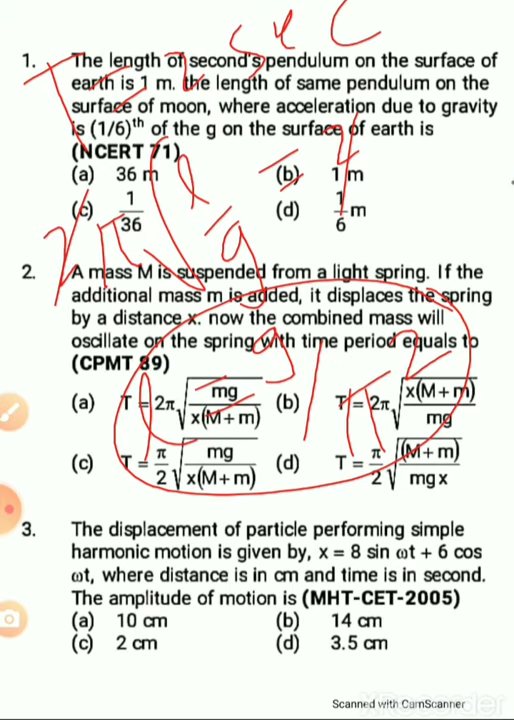 T = 2 sec
1. The length of second's pendulum on the surface of
earth is 1 m. the length of same pendulum on the
surface of moon, where acceleration due to gravity
is (1/6)th of the g on the surface of earth is
(NCERT 71)
(a) 36 m (b) 1 m
(c) 1/36 (d) 1/6 m
2π√l/g = 2
2. A mass M is suspended from a light spring. If the
additional mass m is added, it displaces the spring
by a distance x. now the combined mass will
oscillate on the spring with time period equals to
(CPMT 89)
l = g/π²
(a) T = 2π√mg/x(M+m) (b) T = 2π√x(M+m)/mg
(c) T = π/2√mg/x(M+m) (d) T = π/2√(M+m)/mgx
3. The displacement of particle performing simple
harmonic motion is given by, x = 8 sin ωt + 6 cos
ωt, where distance is in cm and time is in second.
The amplitude of motion is (MHT-CET-2005)
(a) 10 cm (b) 14 cm
(c) 2 cm (d) 3.5 cm
Scanned with CamScanner
XRecorder